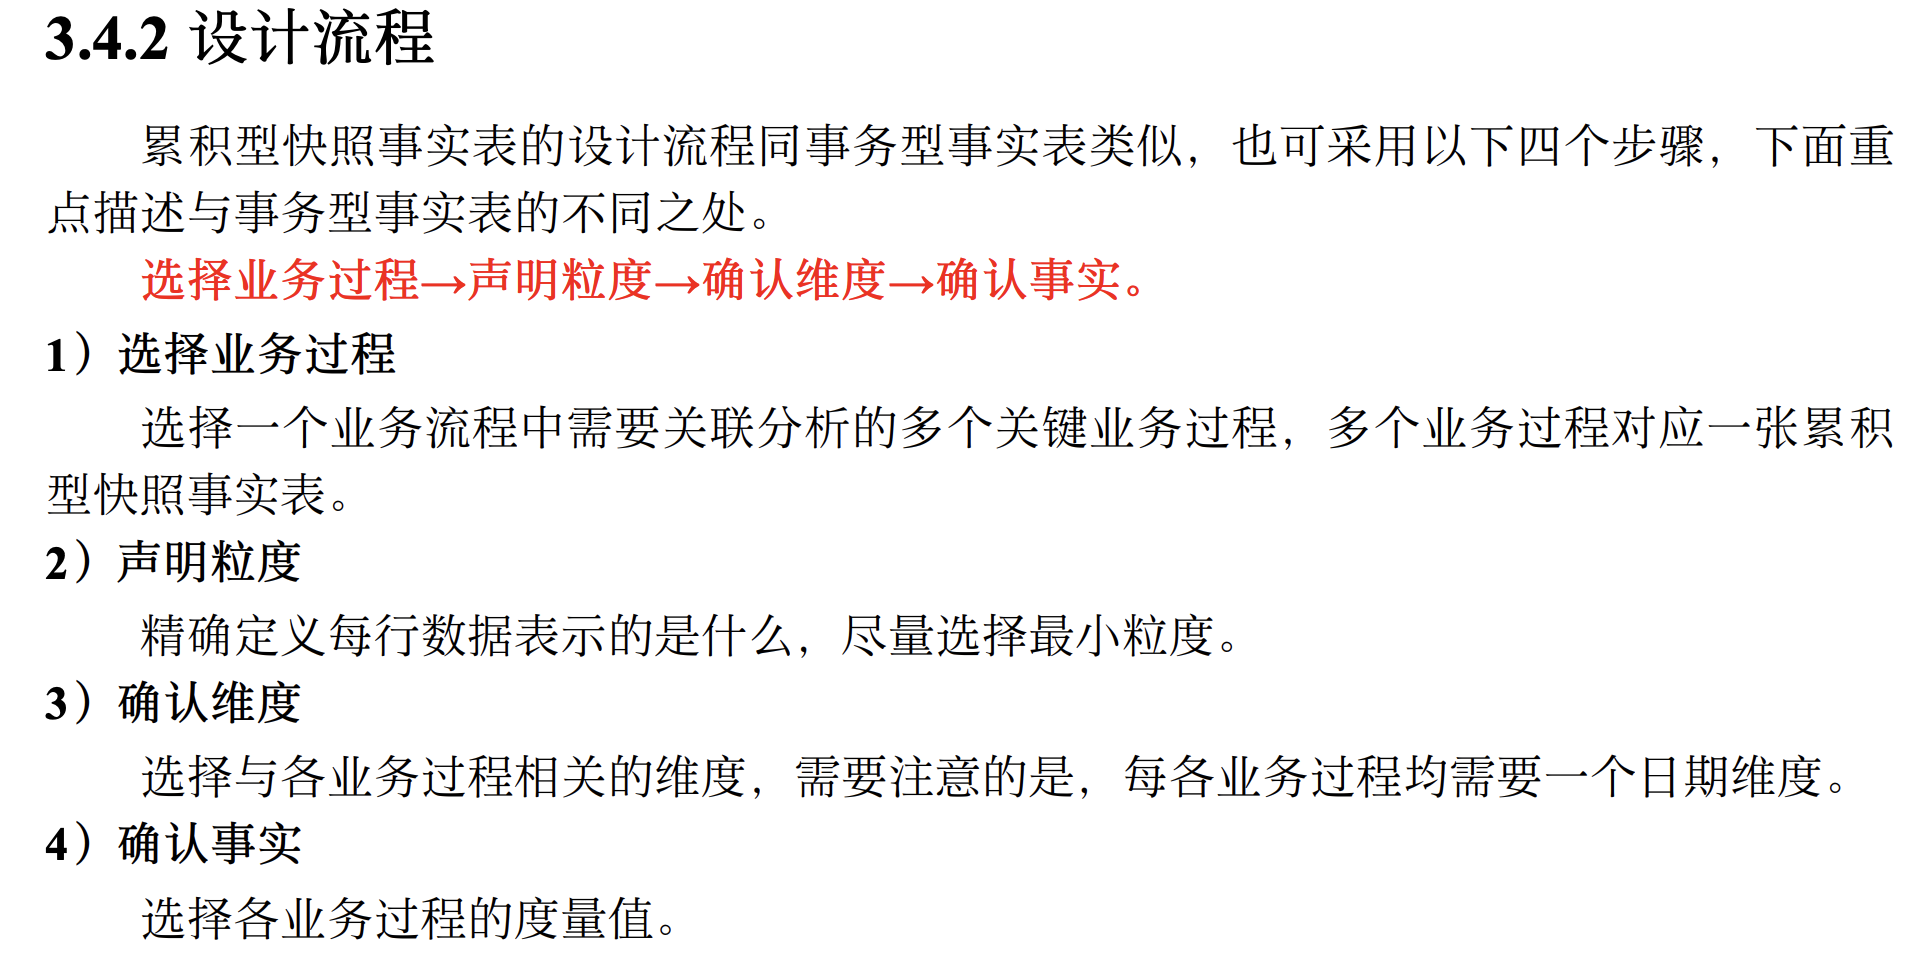 3.4.2 设计流程
累积型快照事实表的设计流程同事务型事实表类似，也可采用以下四个步骤，下面重
点描述与事务型事实表的不同之处。
选择业务过程→声明粒度→确认维度→确认事实。
1）选择业务过程
选择一个业务流程中需要关联分析的多个关键业务过程，多个业务过程对应一张累积
型快照事实表。
2）声明粒度
精确定义每行数据表示的是什么，尽量选择最小粒度。
3）确认维度
选择与各业务过程相关的维度，需要注意的是，每各业务过程均需要一个日期维度。
4）确认事实
选择各业务过程的度量值。